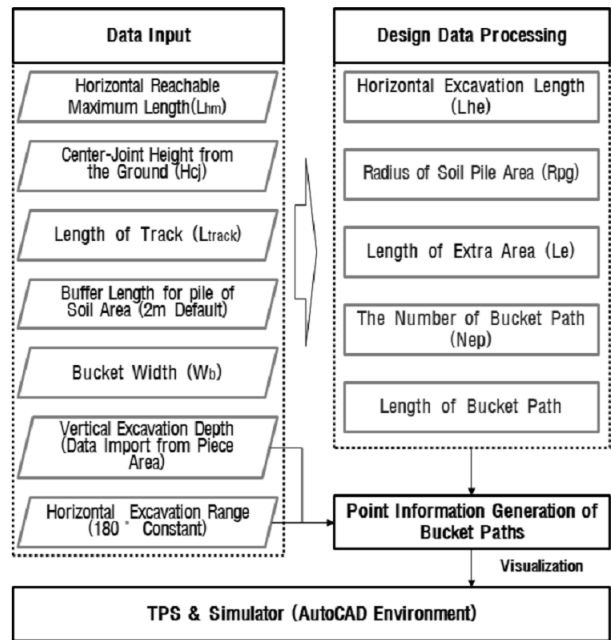 Data Input
Horizontal Reachable
Maximum Length(Lhm)
Center-Joint Height from
the Ground (Hcj)
Length of Track (Ltrack)
Buffer Length for pile of
Soil Area (2m Default)
Bucket Width (Wb)
Vertical Excavation Depth
(Data Import from Piece
Area)
Horizontal Excavation Range
(180° Constant)
Design Data Processing
Horizontal Excavation Length
(Lhe)
Radius of Soil Pile Area (Rpg)
Length of Extra Area (Le)
The Number of Bucket Path
(Nep)
Length of Bucket Path
Point Information Generation of
Bucket Paths
Visualization
TPS & Simulator (AutoCAD Environment)